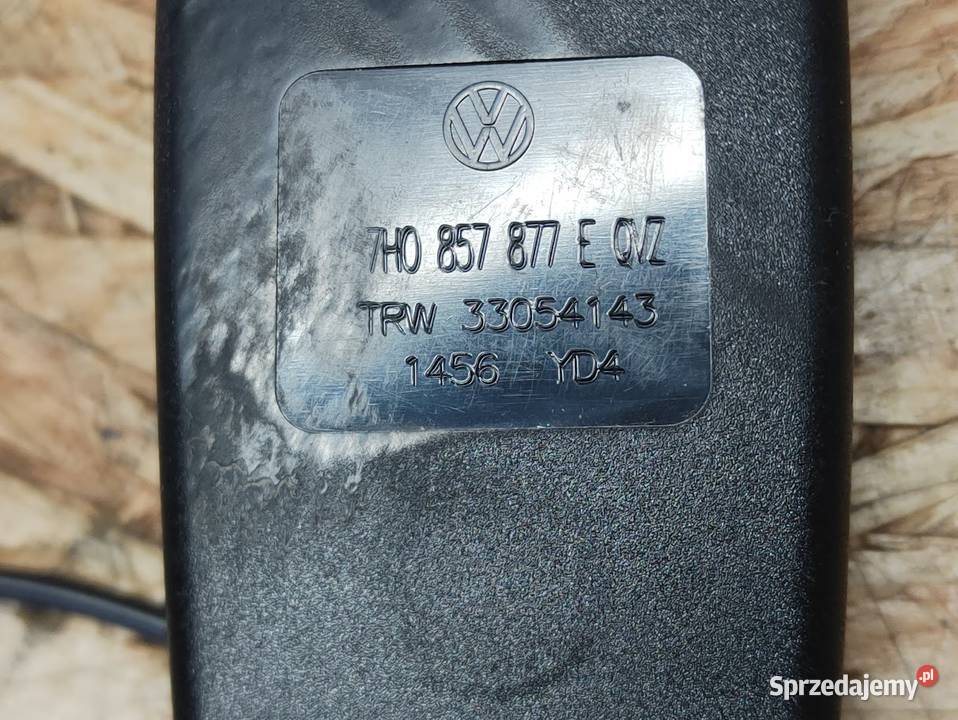 7H0 857 877 E QVZ
TRW 33054143
1456 YD4
Sprzedajemy.pl